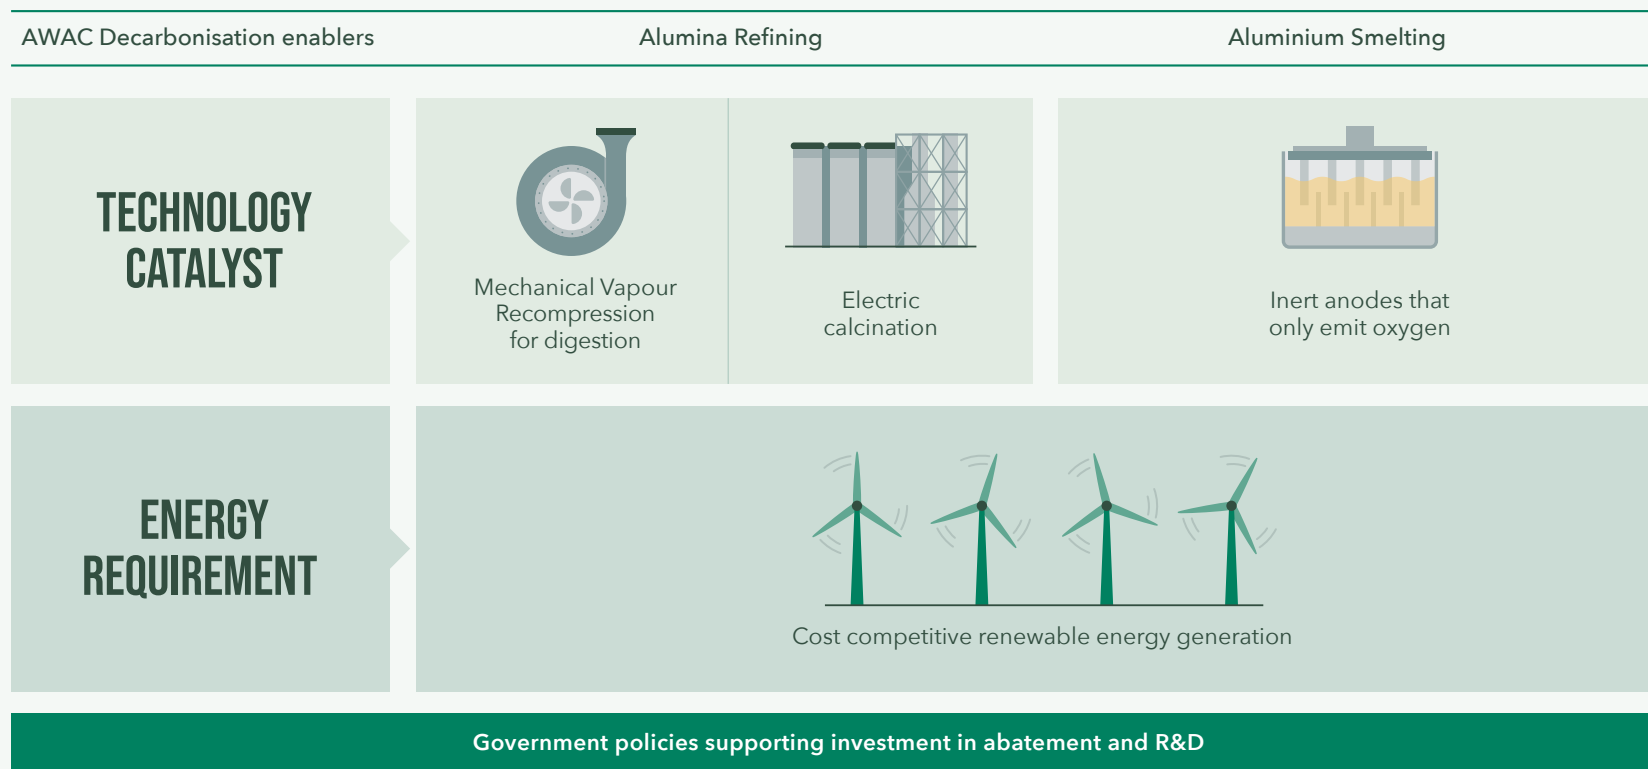 AWAC Decarbonisation enablers
Alumina Refining
Aluminium Smelting
TECHNOLOGY
CATALYST
Mechanical Vapour
Recompression
for digestion
Electric
calcination
Inert anodes that
only emit oxygen
ENERGY
REQUIREMENT
Cost competitive renewable energy generation
Government policies supporting investment in abatement and R&D